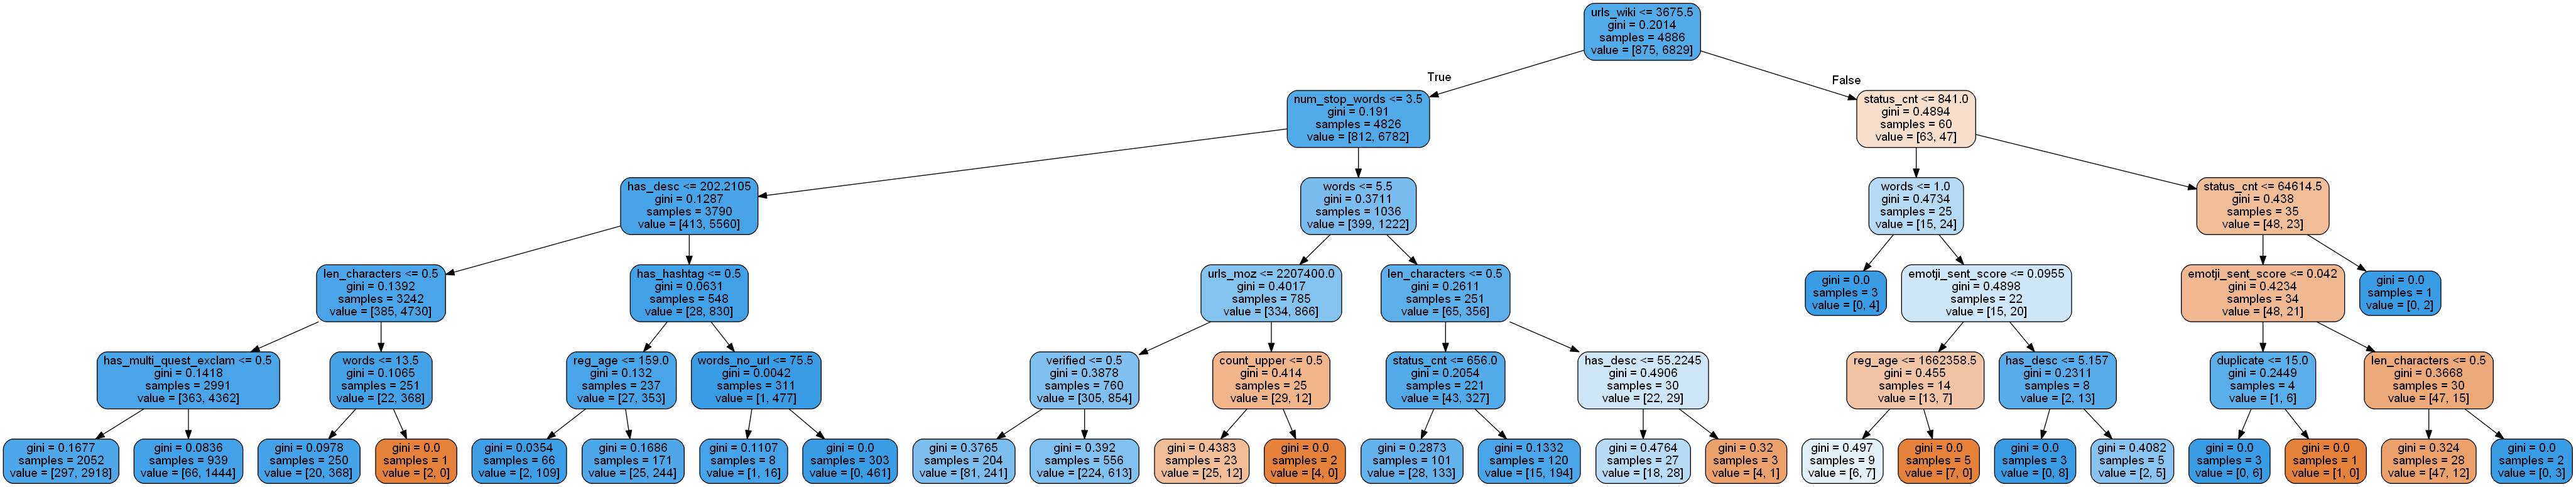 urls_wiki <= 3675.5
gini = 0.2014
samples = 4886
value = [875, 6829]
True
False
num_stop_words <= 3.5
gini = 0.191
samples = 4826
value = [812, 6782]
status_cnt <= 841.0
gini = 0.4894
samples = 60
value = [63, 47]
has_desc <= 202.2105
gini = 0.1287
samples = 3790
value = [413, 5560]
words <= 5.5
gini = 0.3711
samples = 1036
value = [399, 1222]
words <= 1.0
gini = 0.4734
samples = 25
value = [15, 24]
status_cnt <= 64614.5
gini = 0.438
samples = 35
value = [48, 23]
len_characters <= 0.5
gini = 0.1392
samples = 3242
value = [385, 4730]
has_hashtag <= 0.5
gini = 0.0631
samples = 548
value = [28, 830]
urls_moz <= 2207400.0
gini = 0.4017
samples = 785
value = [334, 866]
len_characters <= 0.5
gini = 0.2611
samples = 251
value = [65, 356]
gini = 0.0
samples = 3
value = [0, 4]
emotji_sent_score <= 0.0955
gini = 0.4898
samples = 22
value = [15, 20]
emotji_sent_score <= 0.042
gini = 0.4234
samples = 34
value = [48, 21]
gini = 0.0
samples = 1
value = [0, 2]
has_multi_quest_exclam <= 0.5
gini = 0.1418
samples = 2991
value = [363, 4362]
words <= 13.5
gini = 0.1065
samples = 251
value = [22, 368]
reg_age <= 159.0
gini = 0.132
samples = 237
value = [27, 353]
words_no_url <= 75.5
gini = 0.0042
samples = 311
value = [1, 477]
verified <= 0.5
gini = 0.3878
samples = 760
value = [305, 854]
count_upper <= 0.5
gini = 0.414
samples = 25
value = [29, 12]
status_cnt <= 656.0
gini = 0.2054
samples = 221
value = [43, 327]
has_desc <= 55.2245
gini = 0.4906
samples = 30
value = [22, 29]
reg_age <= 1662358.5
gini = 0.455
samples = 14
value = [13, 7]
has_desc <= 5.157
gini = 0.2311
samples = 8
value = [2, 13]
duplicate <= 15.0
gini = 0.2449
samples = 4
value = [1, 6]
len_characters <= 0.5
gini = 0.3668
samples = 30
value = [47, 15]
gini = 0.1677
samples = 2052
value = [297, 2918]
gini = 0.0836
samples = 939
value = [66, 1444]
gini = 0.0978
samples = 250
value = [20, 368]
gini = 0.0
samples = 1
value = [2, 0]
gini = 0.0354
samples = 66
value = [2, 109]
gini = 0.1686
samples = 171
value = [25, 244]
gini = 0.1107
samples = 8
value = [1, 16]
gini = 0.0
samples = 303
value = [0, 461]
gini = 0.3765
samples = 204
value = [81, 241]
gini = 0.392
samples = 556
value = [224, 613]
gini = 0.4383
samples = 23
value = [25, 12]
gini = 0.0
samples = 2
value = [4, 0]
gini = 0.2873
samples = 101
value = [28, 133]
gini = 0.1332
samples = 120
value = [15, 194]
gini = 0.4764
samples = 27
value = [18, 28]
gini = 0.32
samples = 3
value = [4, 1]
gini = 0.497
samples = 9
value = [6, 7]
gini = 0.0
samples = 5
value = [7, 0]
gini = 0.0
samples = 3
value = [0, 8]
gini = 0.4082
samples = 5
value = [2, 5]
gini = 0.0
samples = 3
value = [0, 6]
gini = 0.0
samples = 1
value = [1, 0]
gini = 0.324
samples = 28
value = [47, 12]
gini = 0.0
samples = 2
value = [0, 3]